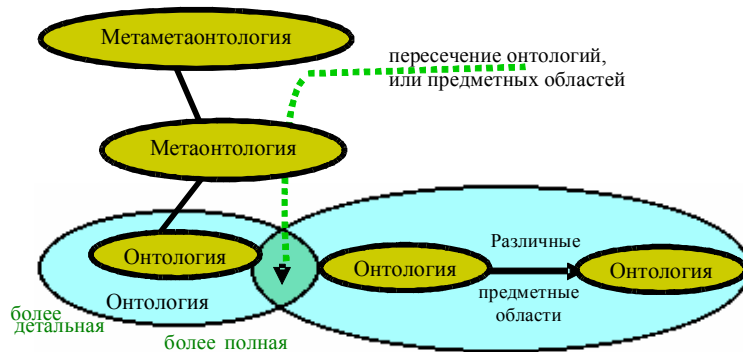 Метаметаонтология
пересечение онтологий,
или предметных областей
Метаонтология
Онтология
Онтология
Различные
предметные
области
Онтология
Онтология
более
детальная
более полная